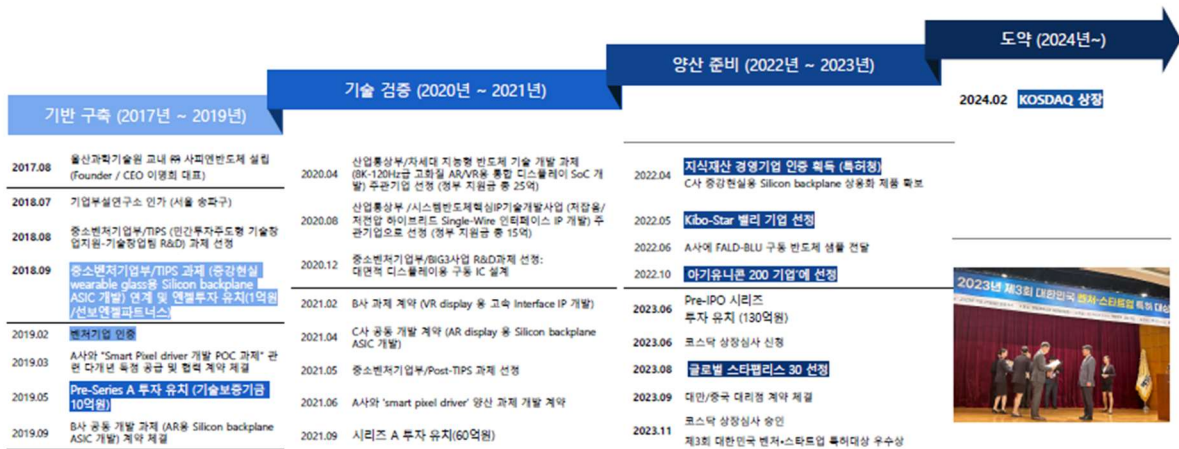 기반 구축 (2017년 ~ 2019년)
2017.08
울산과학기술원 교내 ㈜ 사피엔반도체 설립
(Founder / CEO 이명희 대표)
2018.07
기업부설연구소 인가 (서울 송파구)
2018.08
중소벤처기업부/TIPS (민간투자주도형 기술창
업지원-기술창업팀 R&D) 과제 선정
2018.09
중소벤처기업부/TIPS 과제 (증강현실
wearable glass용 Silicon backplane
ASIC 개발) 연계 및 엔젤투자 유치(1억원
/선보엔젤파트너스)
2019.02
벤처기업 인증
2019.03
A사와 "Smart Pixel driver 개발 POC 과제" 관
련 다개년 독점 공급 및 협력 계약 체결
2019.05
Pre-Series A 투자 유치 (기술보증기금
10억원)
2019.09
B사 공동 개발 과제 (AR용 Silicon backplane
ASIC 개발) 계약 체결
기술 검증 (2020년 ~ 2021년)
2020.04
산업통상부/차세대 지능형 반도체 기술 개발 과제
(8K-120Hz급 고화질 AR/VR용 통합 디스플레이 SoC 개
발) 주관기업 선정 (정부 지원금 총 25억)
2020.08
산업통상부 /시스템반도체핵심IP기술개발사업 (저잡음/
저전압 하이브리드 Single-Wire 인터페이스 IP 개발) 주
관기업으로 선정 (정부 지원금 총 15억)
2020.12
중소벤처기업부/BIG3사업 R&D과제 선정:
대면적 디스플레이용 구동 IC 설계
2021.02
B사 과제 계약 (VR display 용 고속 Interface IP 개발)
2021.04
C사 공동 개발 계약 (AR display 용 Silicon backplane
ASIC 개발)
2021.05
중소벤처기업부/Post-TIPS 과제 선정
2021.06
A사와 'smart pixel driver' 양산 과제 개발 계약
2021.09
시리즈 A 투자 유치(60억원)
양산 준비 (2022년 ~ 2023년)
2022.04
지식재산 경영기업 인증 획득 (특허청)
C사 증강현실용 Silicon backplane 상용화 제품 확보
2022.05
Kibo-Star 밸리 기업 선정
2022.06
A사에 FALD-BLU 구동 반도체 샘플 전달
2022.10
'아기유니콘 200 기업'에 선정
2023.06
Pre-IPO 시리즈
투자 유치 (130억원)
2023.06
코스닥 상장심사 신청
2023.08
글로벌 스타팹리스 30 선정
2023.09
대만/중국 대리점 계약 체결
2023.11
코스닥 상장심사 승인
제3회 대한민국 벤처•스타트업 특허대상 우수상
도약 (2024년~)
2024.02
KOSDAQ 상장
2023년 제3회 대한민국 벤처·스타트업 특허 대상